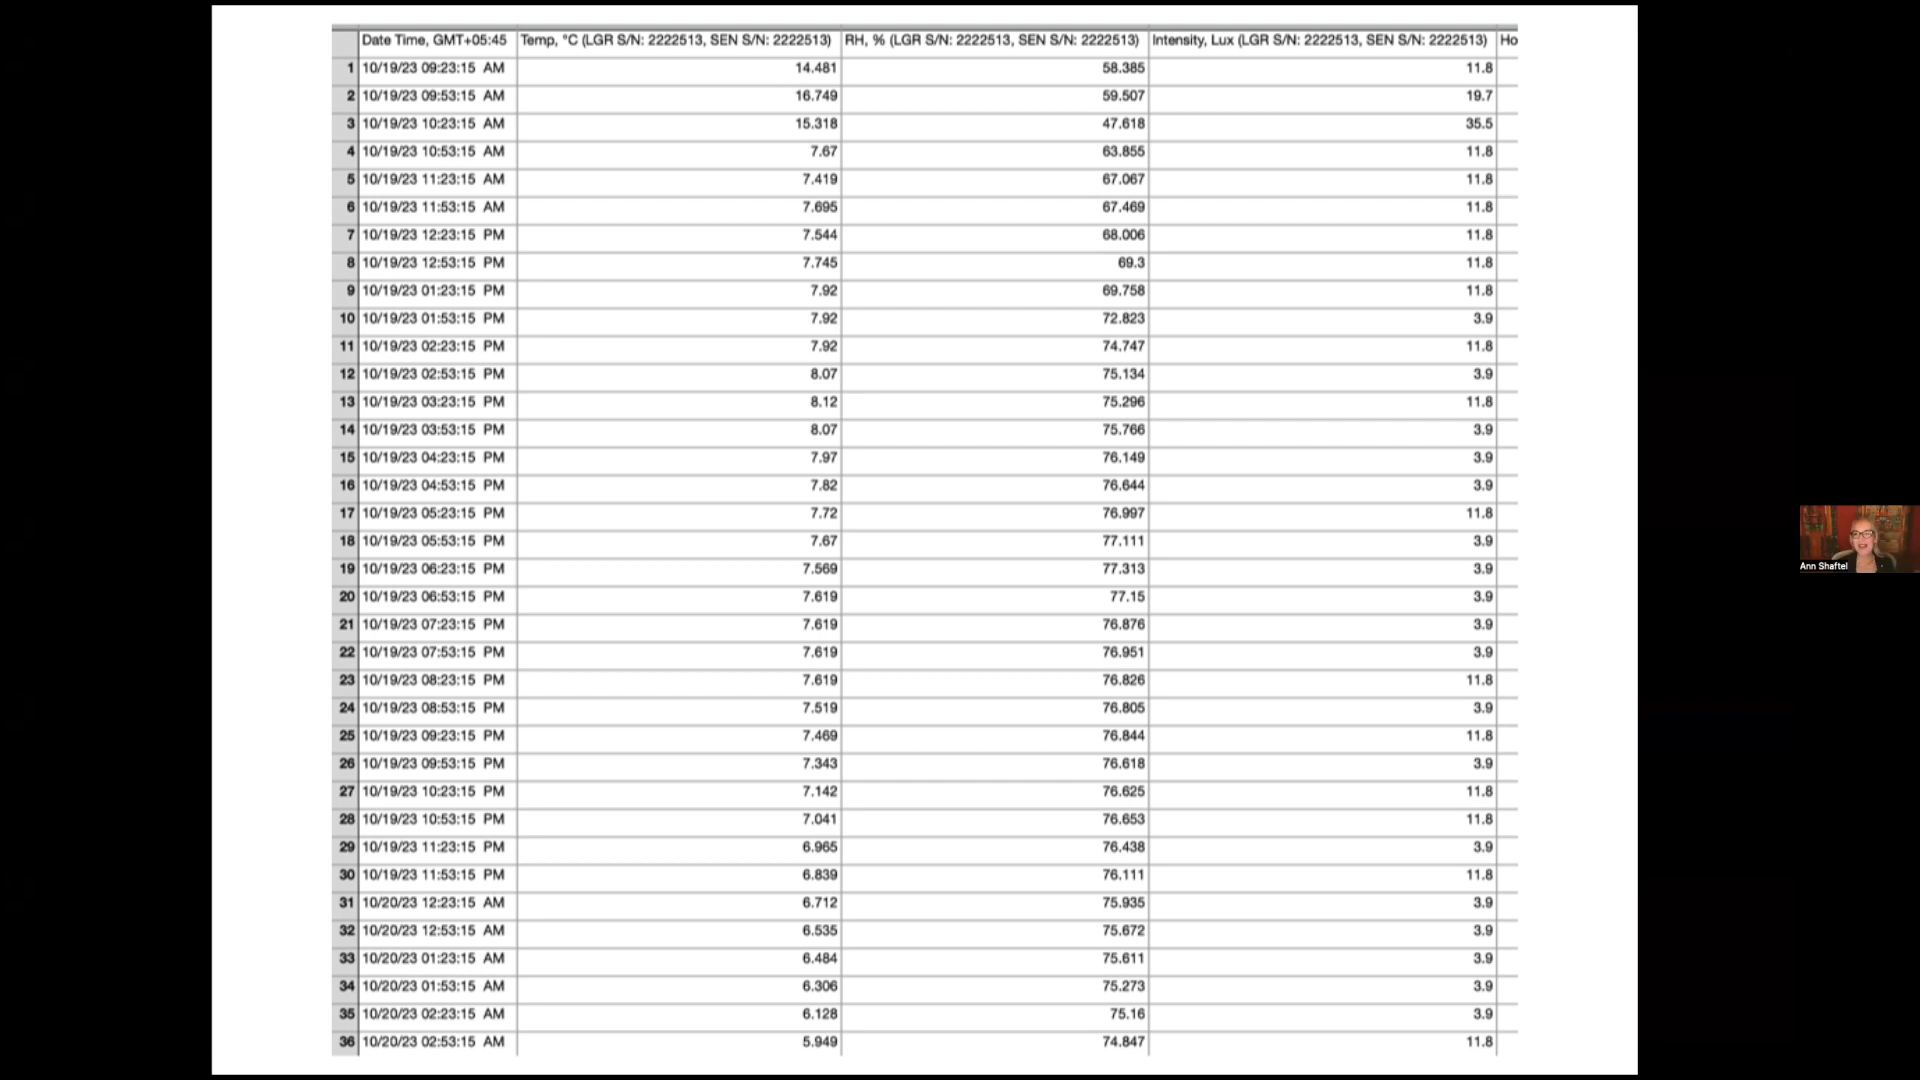 Date Time, GMT+05:45 Temp, °C (LGR S/N: 2222513, SEN S/N: 2222513) RH, % (LGR S/N: 2222513, SEN S/N: 2222513) Intensity, Lux (LGR S/N: 2222513, SEN S/N: 2222513) Ho
1 10/19/23 09:23:15 AM 14.481 58.385 11.8
2 10/19/23 09:53:15 AM 16.749 59.507 19.7
3 10/19/23 10:23:15 AM 15.318 47.618 35.5
4 10/19/23 10:53:15 AM 7.67 63.855 11.8
5 10/19/23 11:23:15 AM 7.419 67.067 11.8
6 10/19/23 11:53:15 AM 7.695 67.469 11.8
7 10/19/23 12:23:15 PM 7.544 68.006 11.8
8 10/19/23 12:53:15 PM 7.745 69.3 11.8
9 10/19/23 01:23:15 PM 7.92 69.758 11.8
10 10/19/23 01:53:15 PM 7.92 72.823 3.9
11 10/19/23 02:23:15 PM 7.92 74.747 11.8
12 10/19/23 02:53:15 PM 8.07 75.134 3.9
13 10/19/23 03:23:15 PM 8.12 75.296 11.8
14 10/19/23 03:53:15 PM 8.07 75.766 3.9
15 10/19/23 04:23:15 PM 7.97 76.149 3.9
16 10/19/23 04:53:15 PM 7.82 76.644 3.9
17 10/19/23 05:23:15 PM 7.72 76.997 11.8
18 10/19/23 05:53:15 PM 7.67 77.111 3.9
19 10/19/23 06:23:15 PM 7.569 77.313 3.9
20 10/19/23 06:53:15 PM 7.619 77.15 3.9
21 10/19/23 07:23:15 PM 7.619 76.876 3.9
22 10/19/23 07:53:15 PM 7.619 76.951 3.9
23 10/19/23 08:23:15 PM 7.619 76.826 11.8
24 10/19/23 08:53:15 PM 7.519 76.805 3.9
25 10/19/23 09:23:15 PM 7.469 76.844 11.8
26 10/19/23 09:53:15 PM 7.343 76.618 3.9
27 10/19/23 10:23:15 PM 7.142 76.625 11.8
28 10/19/23 10:53:15 PM 7.041 76.653 11.8
29 10/19/23 11:23:15 PM 6.965 76.438 3.9
30 10/19/23 11:53:15 PM 6.839 76.111 11.8
31 10/20/23 12:23:15 AM 6.712 75.935 3.9
32 10/20/23 12:53:15 AM 6.535 75.672 3.9
33 10/20/23 01:23:15 AM 6.484 75.611 3.9
34 10/20/23 01:53:15 AM 6.306 75.273 3.9
35 10/20/23 02:23:15 AM 6.128 75.16 3.9
36 10/20/23 02:53:15 AM 5.949 74.847 11.8
Ann Shaftel